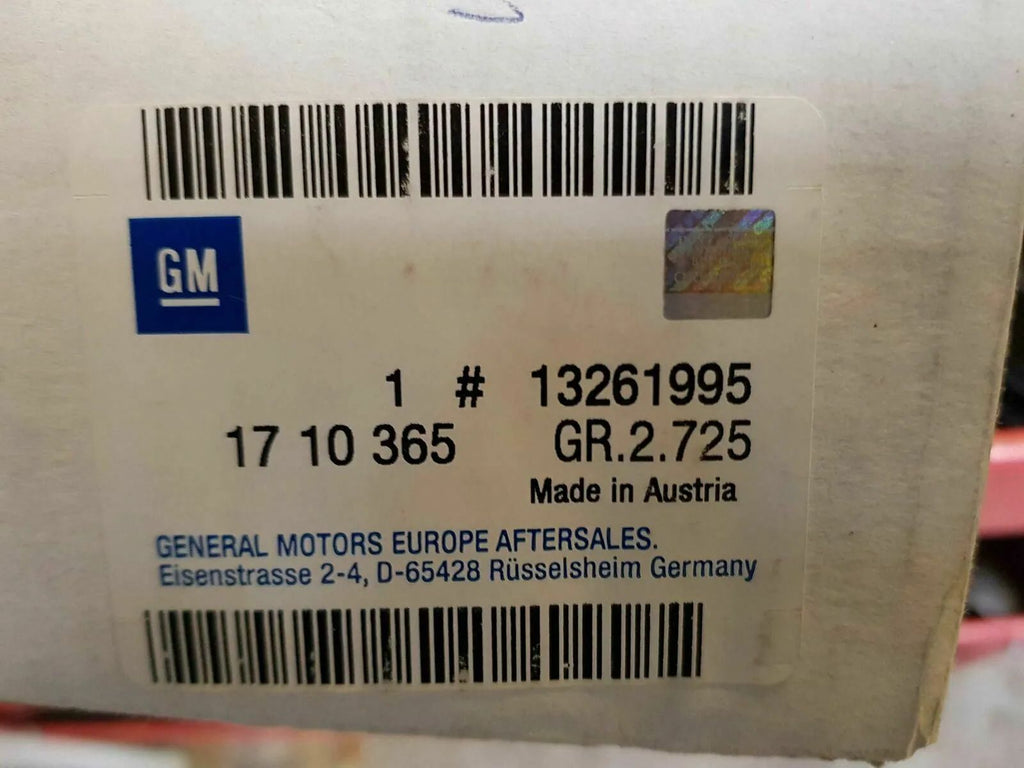 GM
1 # 13261995
17 10 365 GR.2.725
Made in Austria
GENERAL MOTORS EUROPE AFTERSALES.
Eisenstrasse 2-4, D-65428 Rüsselsheim Germany